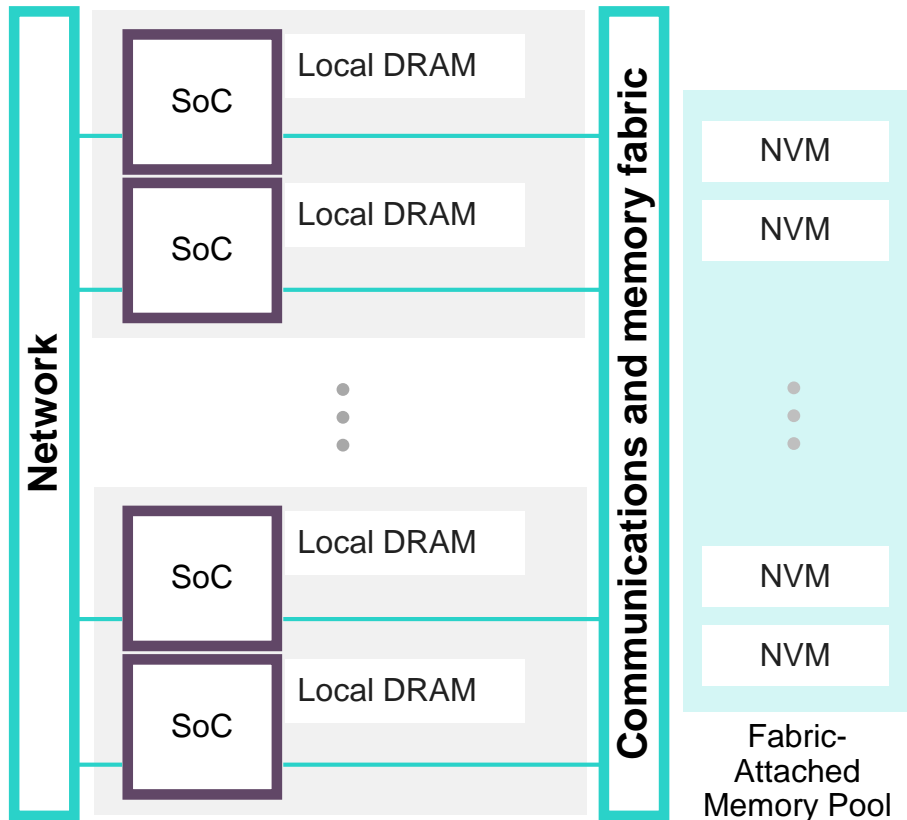 Network
SoC
Local DRAM
SoC
Local DRAM
SoC
Local DRAM
SoC
Local DRAM
Communications and memory fabric
NVM
NVM
NVM
NVM
Fabric-
Attached
Memory Pool